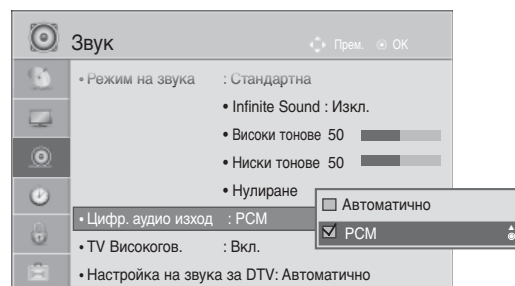 Звук
Прем. OK
• Режим на звука : Стандартна
• Infinite Sound : Изкл.
• Високи тонове 50
• Ниски тонове 50
• Нулиране
• Цифр. аудио изход : PCM
Автоматично
PCM
• TV Високогов. : Вкл.
• Настройка на звука за DTV: Автоматично